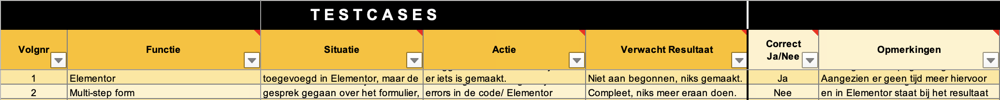 TESTCASES
Volgnr Functie Situatie Actie Verwacht Resultaat Correct Ja/Nee Opmerkingen
1 Elementor toegevoegd in Elementor, maar de er iets is gemaakt. Niet aan begonnen, niks gemaakt. Ja Aangezien er geen tijd meer hiervoor
2 Multi-step form gesprek gegaan over het formulier, errors in de code/ Elementor Compleet, niks meer eraan doen. Nee en in Elementor staat bij het resultaat